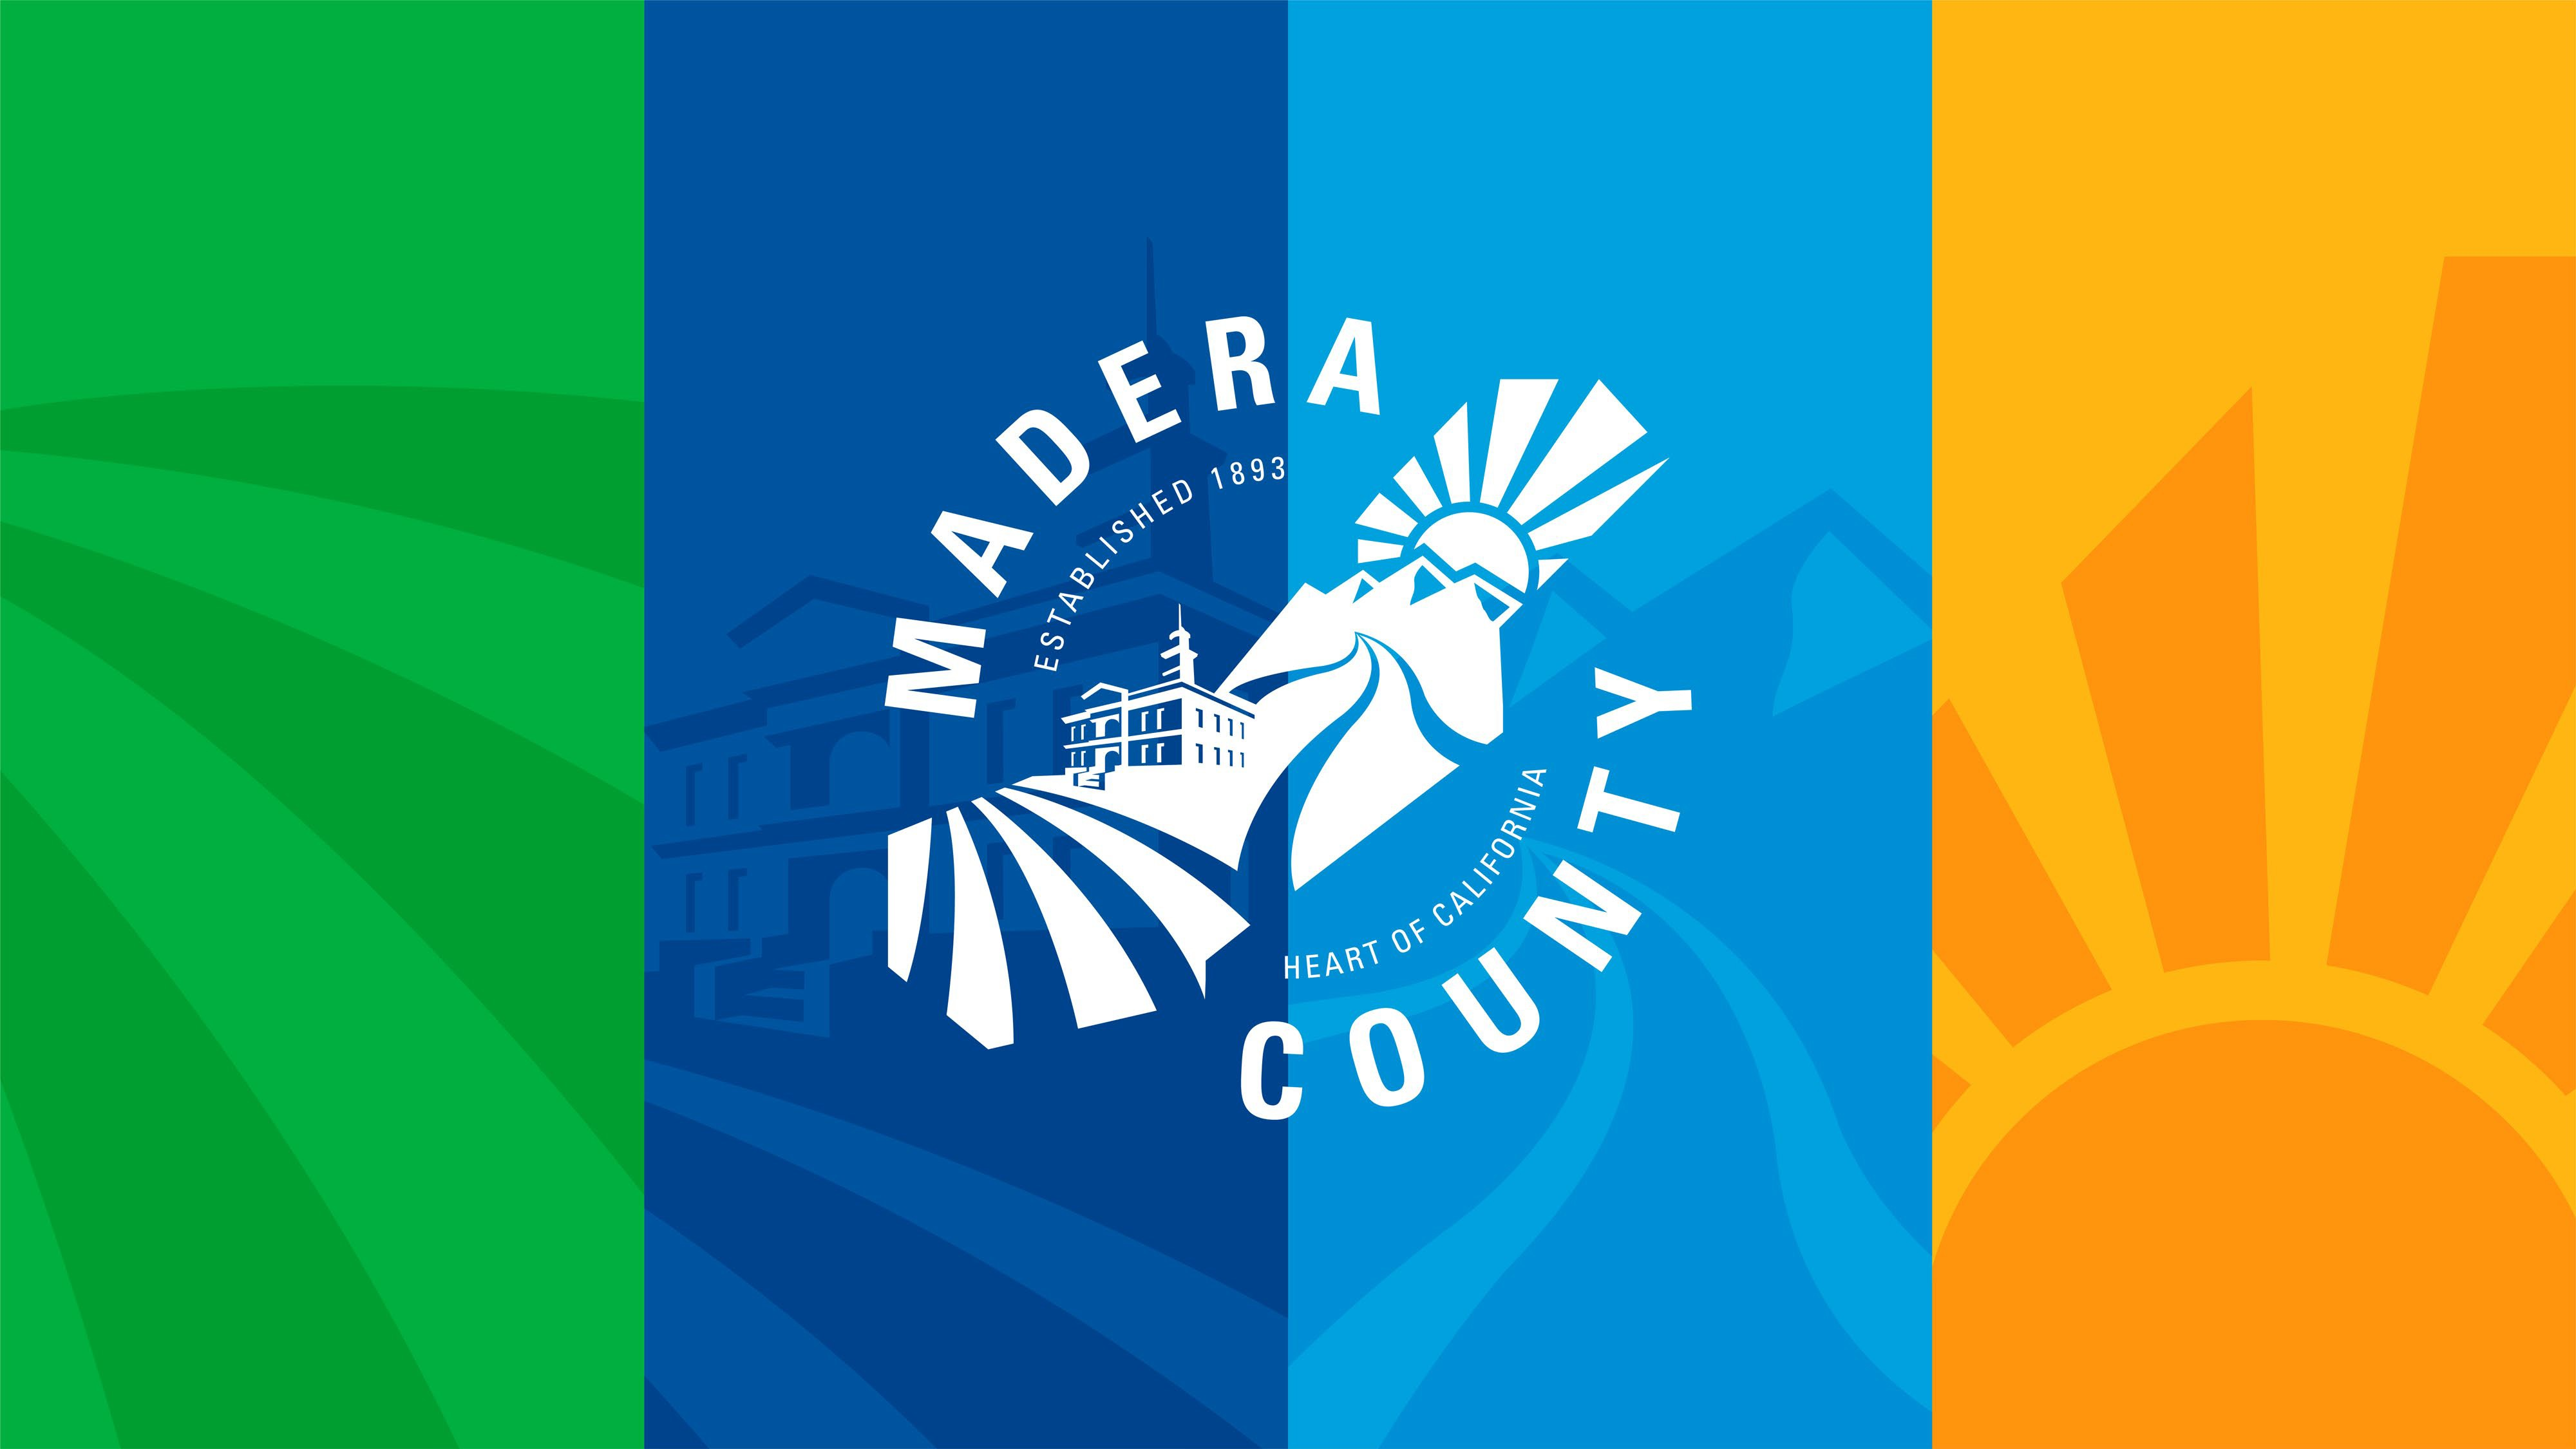 MADERA
ESTABLISHED 1893
HEART OF CALIFORNIA
COUNTY